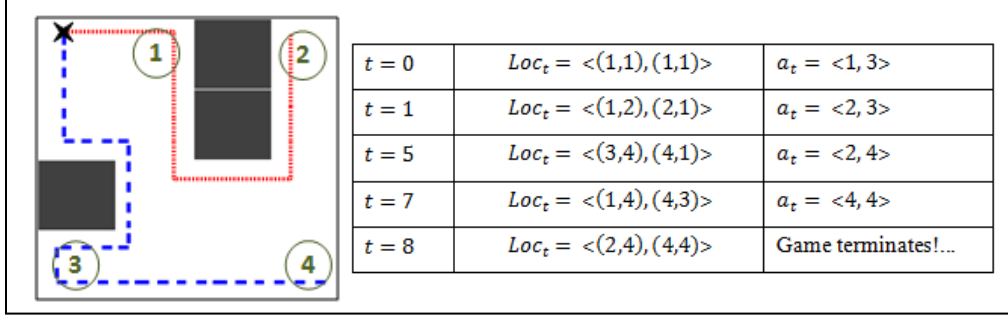 1
2
3
4
t = 0 Loc_t = <(1,1), (1,1)> a_t = <1, 3>
t = 1 Loc_t = <(1,2), (2,1)> a_t = <2, 3>
t = 5 Loc_t = <(3,4), (4,1)> a_t = <2, 4>
t = 7 Loc_t = <(1,4), (4,3)> a_t = <4, 4>
t = 8 Loc_t = <(2,4), (4,4)> Game terminates!...